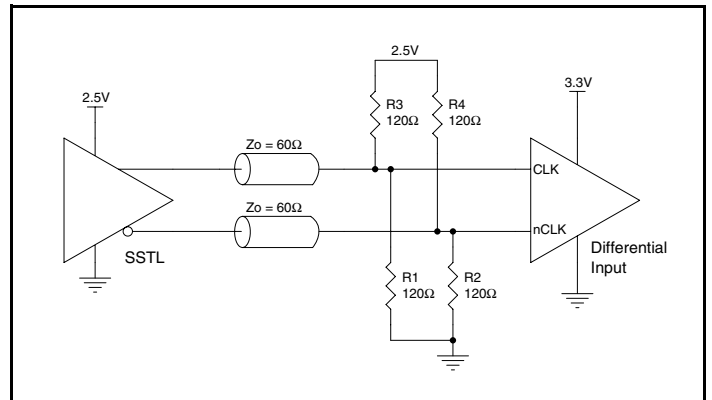 2.5V
3.3V
2.5V
R3
120Ω
R4
120Ω
Zo = 60Ω
CLK
Zo = 60Ω
nCLK
SSTL
Differential
Input
R1
120Ω
R2
120Ω